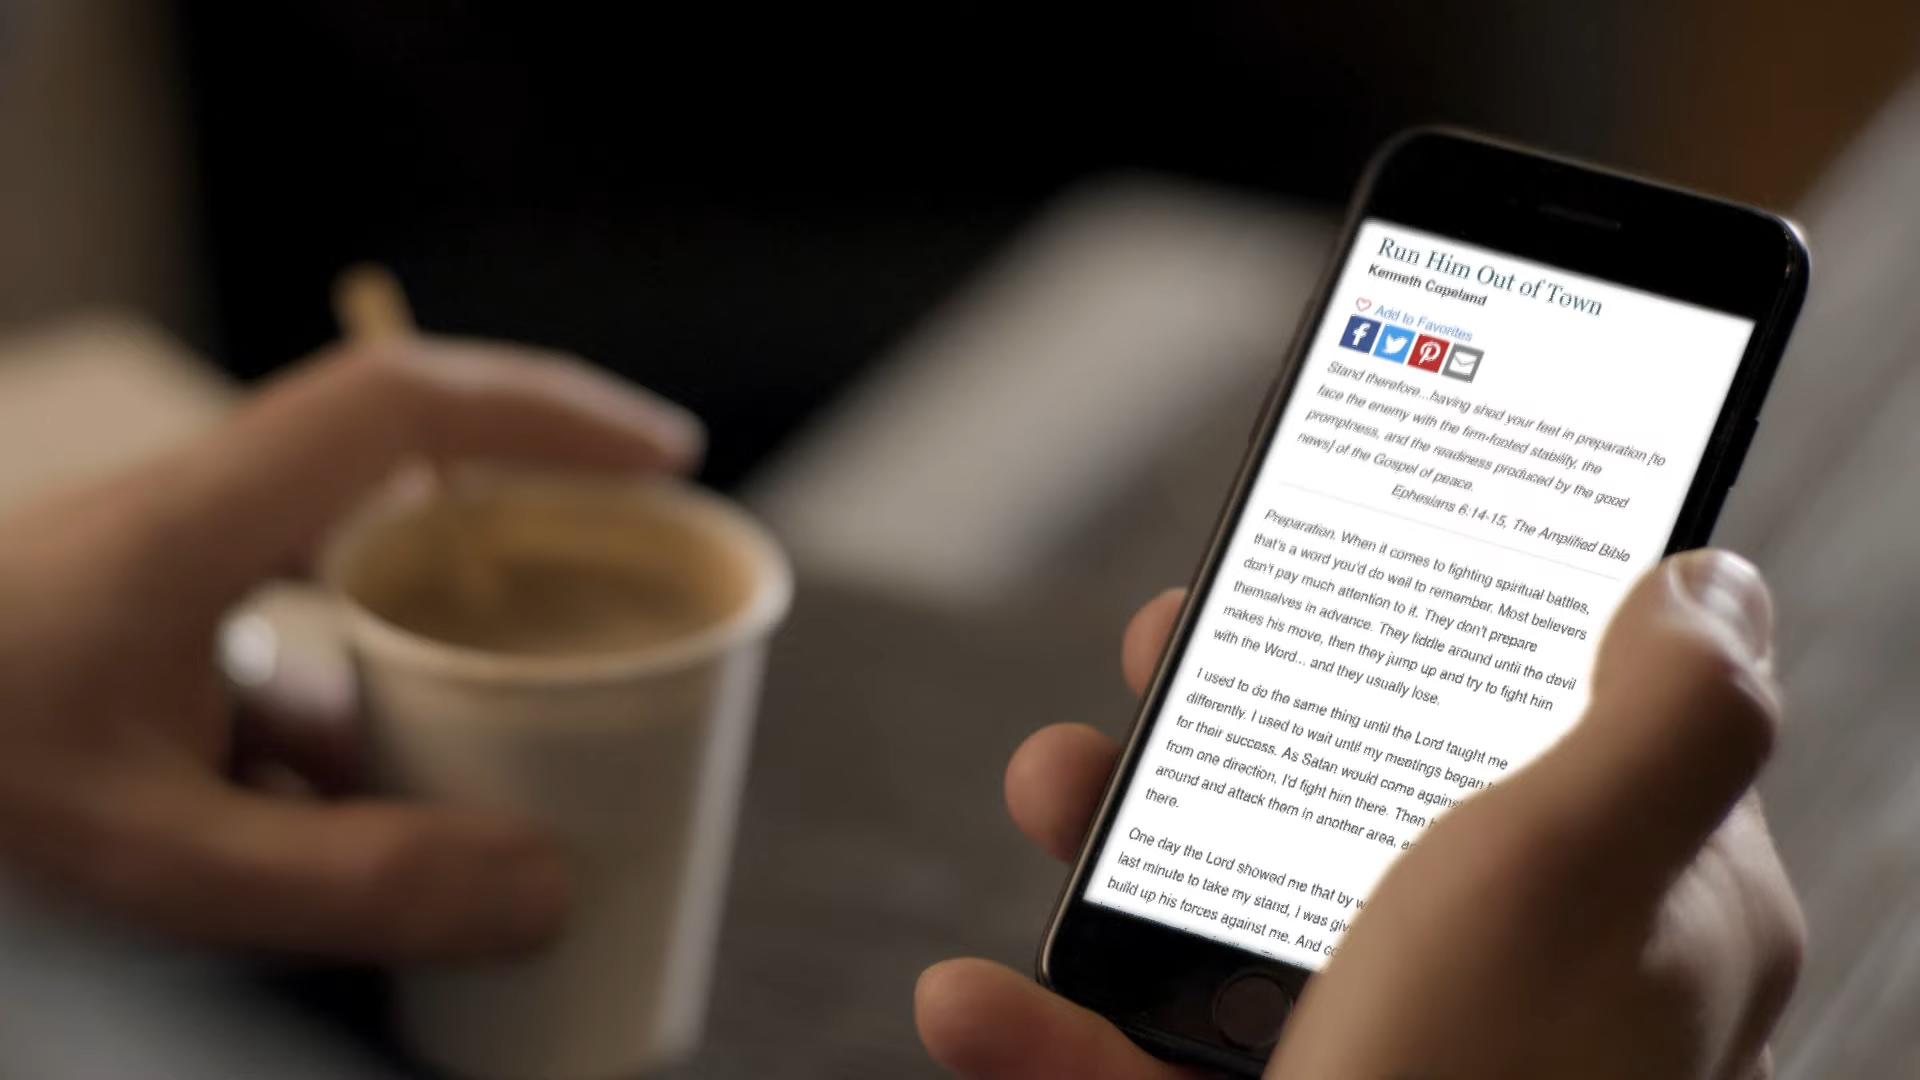 Run Him Out of Town
Kenneth Copeland
Add to Favorites
Stand therefore...having shod your feet in preparation [to
face the enemy with the firm-footed stability, the
promptness, and the readiness produced by the good
news] of the Gospel of peace.
Ephesians 6:14-15, The Amplified Bible
Preparation. When it comes to fighting spiritual battles,
that's a word you'd do well to remember. Most believers
don't pay much attention to it. They don't prepare
themselves in advance. They fiddle around until the devil
makes his move, then they jump up and try to fight him
with the Word... and they usually lose.
I used to do the same thing until the Lord taught me
differently. I used to wait until my meetings began
for their success. As Satan would come against
from one direction, I'd fight him there. Then
around and attack them in another area,
there.
One day the Lord showed me that by
last minute to take my stand, I was
build up his forces against me. And